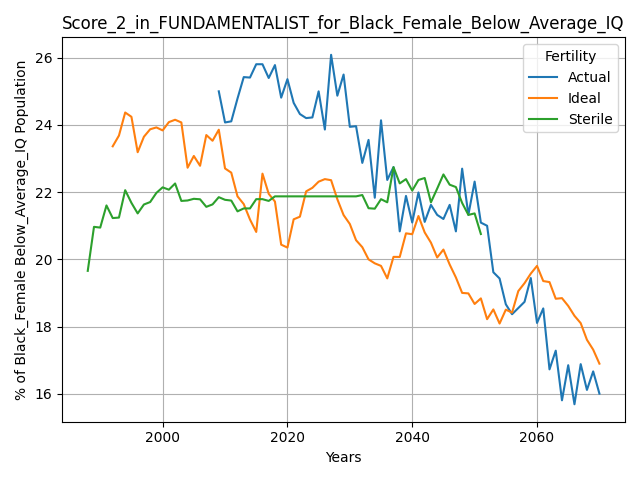 Score_2_in_FUNDAMENTALIST_for_Black_Female_Below_Average_IQ
% of Black_Female Below_Average_IQ Population
26
24
22
20
18
16
Fertility
Actual
Ideal
Sterile
2000
2020
2040
2060
Years